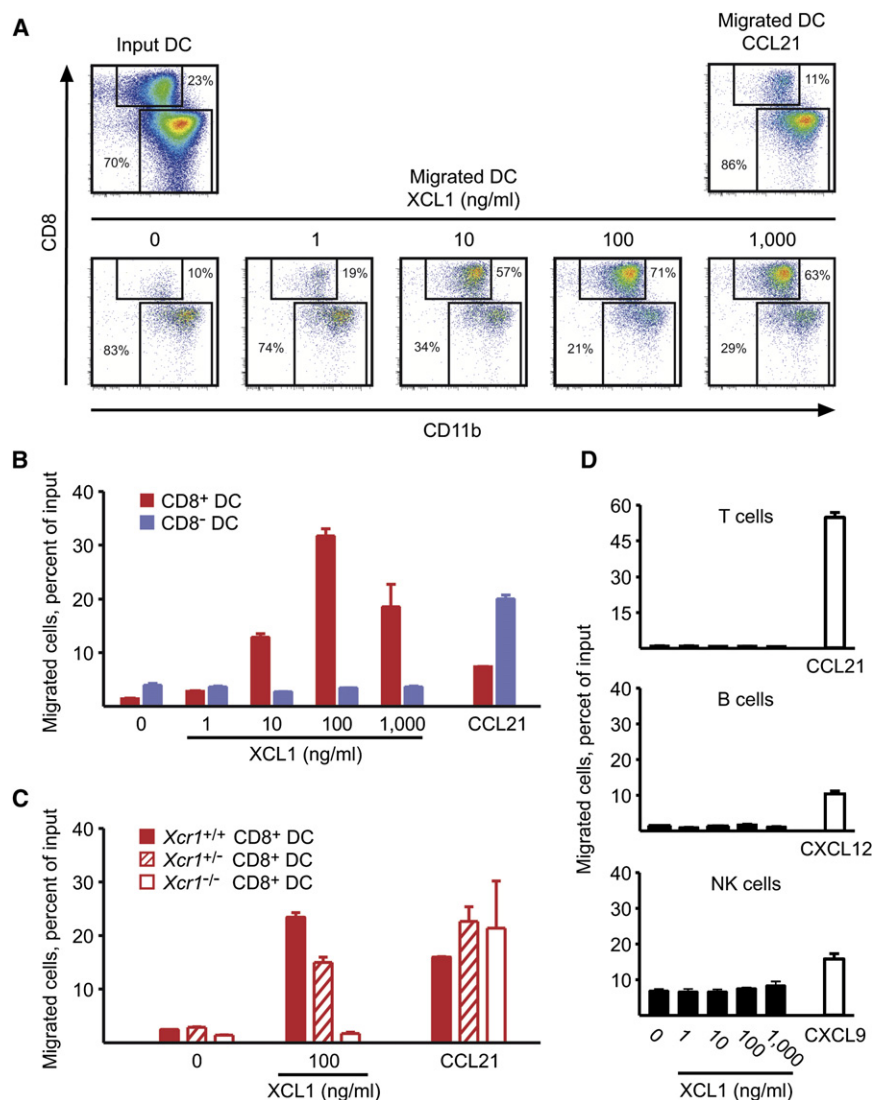 A
Input DC
Migrated DC
CCL21
23%
70%
11%
86%
Migrated DC
XCL1 (ng/ml)
0 1 10 100 1,000
10%
83%
19%
74%
57%
34%
71%
21%
63%
29%
CD8
CD11b
B
Migrated cells, percent of input
40
30
20
10
CD8+ DC
CD8- DC
0 1 10 100 1,000 CCL21
XCL1 (ng/ml)
C
Migrated cells, percent of input
40
30
20
10
Xcr1+/+ CD8+ DC
Xcr1+/- CD8+ DC
Xcr1-/- CD8+ DC
0 100 CCL21
XCL1 (ng/ml)
D
Migrated cells, percet of input
60
45
30
15
T cells
CCL21
40
30
20
10
B cells
CXCL12
40
30
20
10
NK cells
0 1 10 100 1,000 CXCL9
XCL1 (ng/ml)